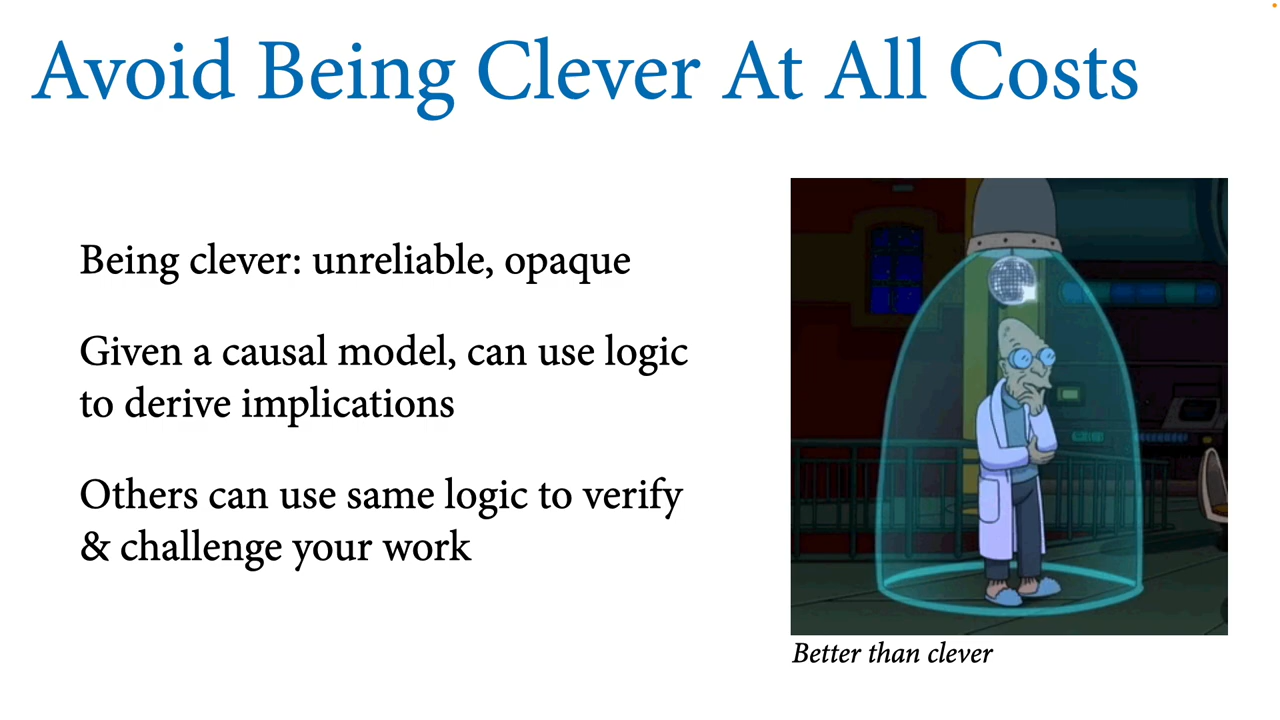 Avoid Being Clever At All Costs
Being clever: unreliable, opaque
Given a causal model, can use logic
to derive implications
Others can use same logic to verify
& challenge your work
Better than clever